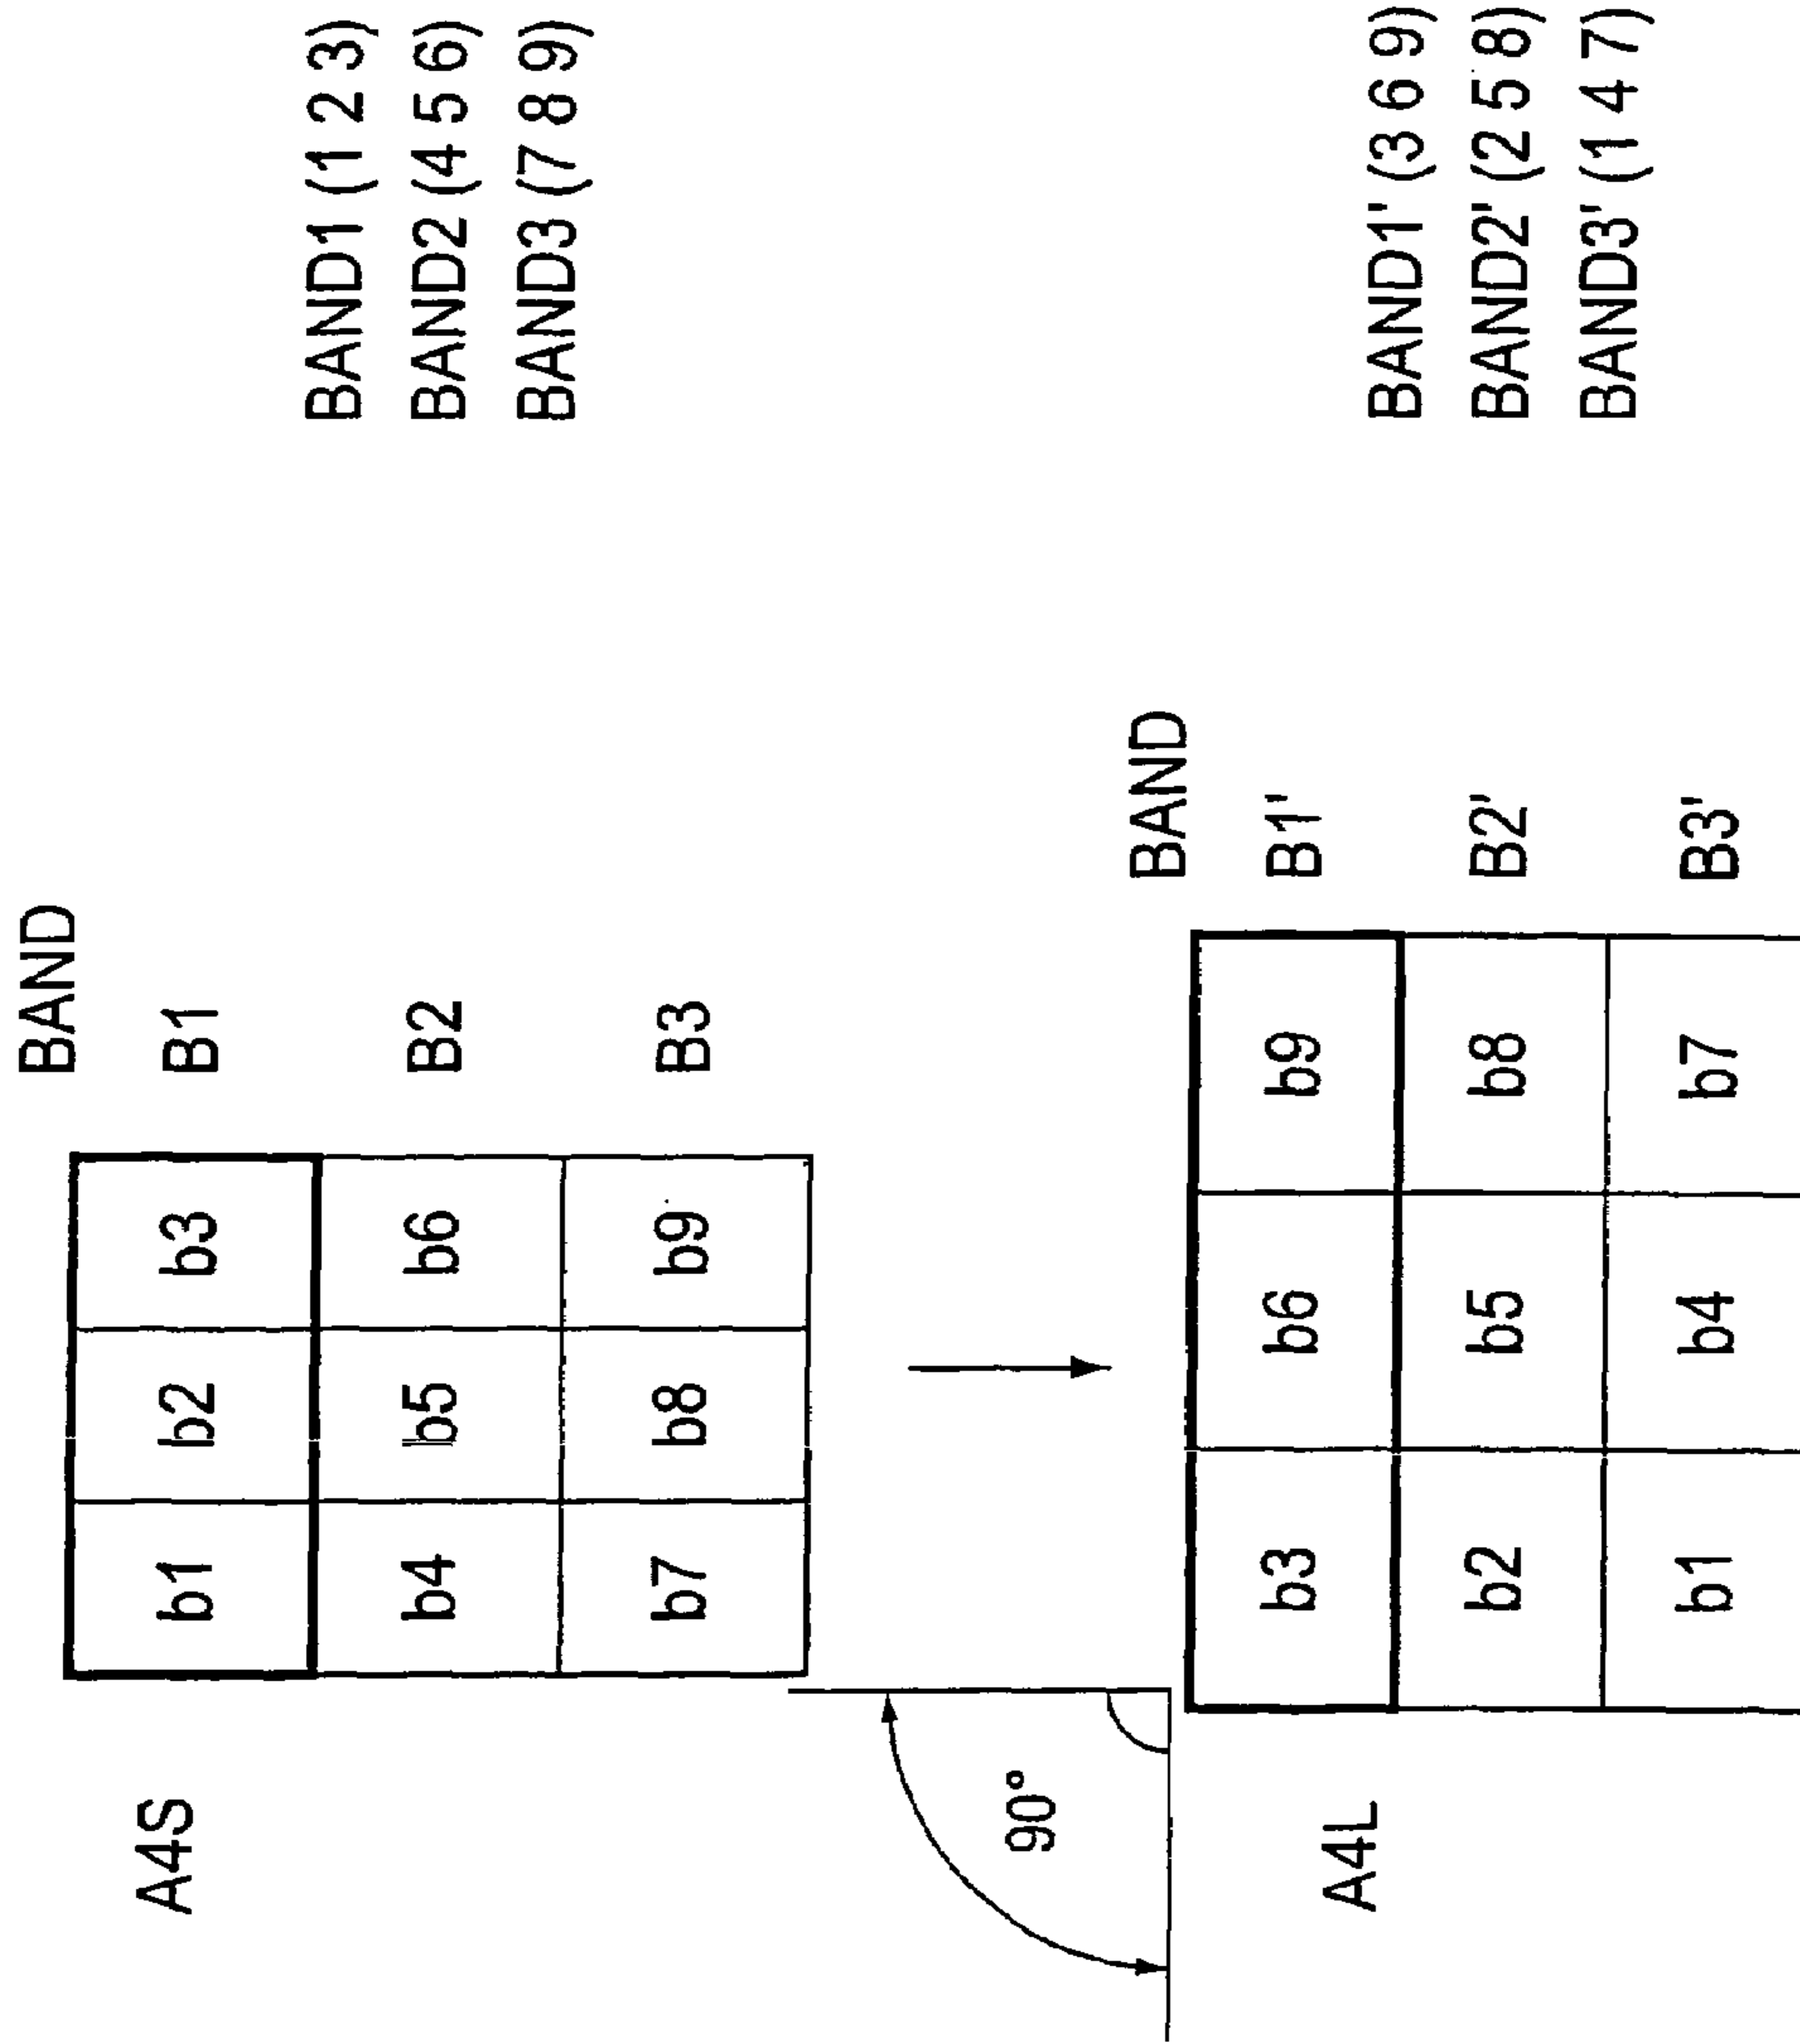 BAND
A4S
b1 b2 b3 B1
b4 b5 b6 B2
b7 b8 b9 B3
BAND1 (1 2 3)
BAND2 (4 5 6)
BAND3 (7 8 9)
90°
BAND
A4L
b3 b6 b9 B1'
b2 b5 b8 B2'
b1 b4 b7 B3'
BAND1' (3 6 9)
BAND2' (2 5 8)
BAND3' (1 4 7)